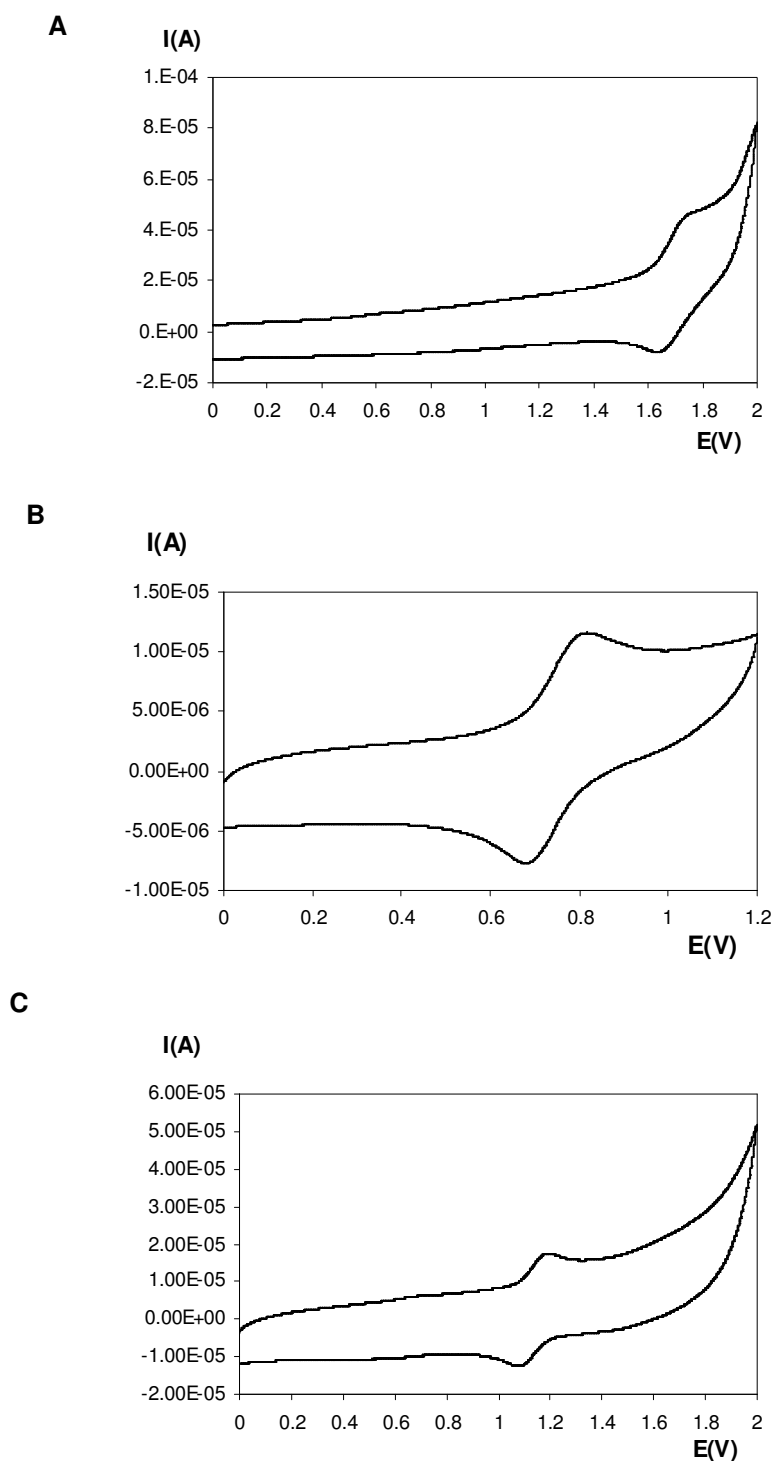 A
I(A)
1.E-04
8.E-05
6.E-05
4.E-05
2.E-05
0.E+00
-2.E-05
0 0.2 0.4 0.6 0.8 1 1.2 1.4 1.6 1.8 2
E(V)
B
I(A)
1.50E-05
1.00E-05
5.00E-06
0.00E+00
-5.00E-06
-1.00E-05
0 0.2 0.4 0.6 0.8 1 1.2
E(V)
C
I(A)
6.00E-05
5.00E-05
4.00E-05
3.00E-05
2.00E-05
1.00E-05
0.00E+00
-1.00E-05
-2.00E-05
0 0.2 0.4 0.6 0.8 1 1.2 1.4 1.6 1.8 2
E(V)